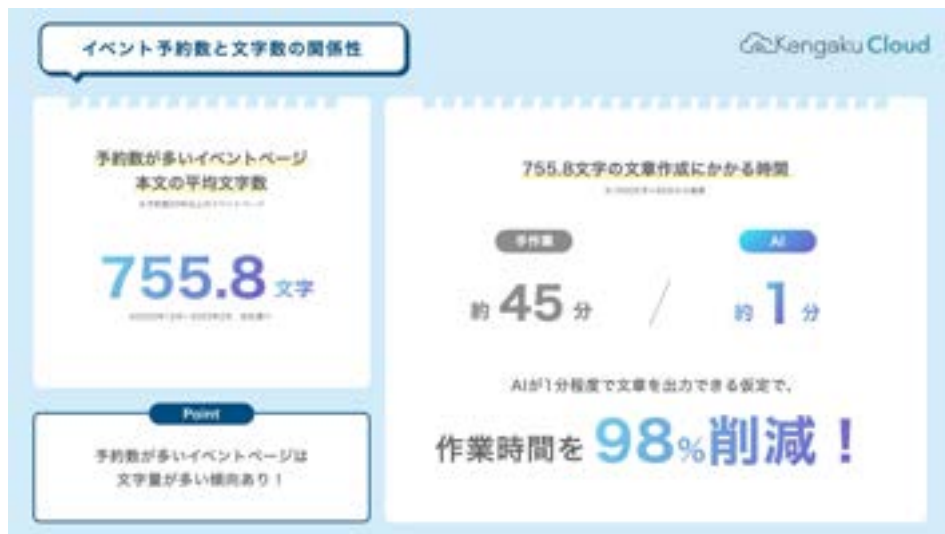 イベント予約数と文字数の関係性
Kengaku Cloud
予約数が多いイベントページ
本文の平均文字数
755.8 文字
Point
予約数が多いイベントページは
文字量が多い傾向あり！
755.8文字の文章作成にかかる時間
手作業
約 45 分
/
AI
約 1 分
AIが1分程度で文章を出力できる仮定で、
作業時間を 98%削減！